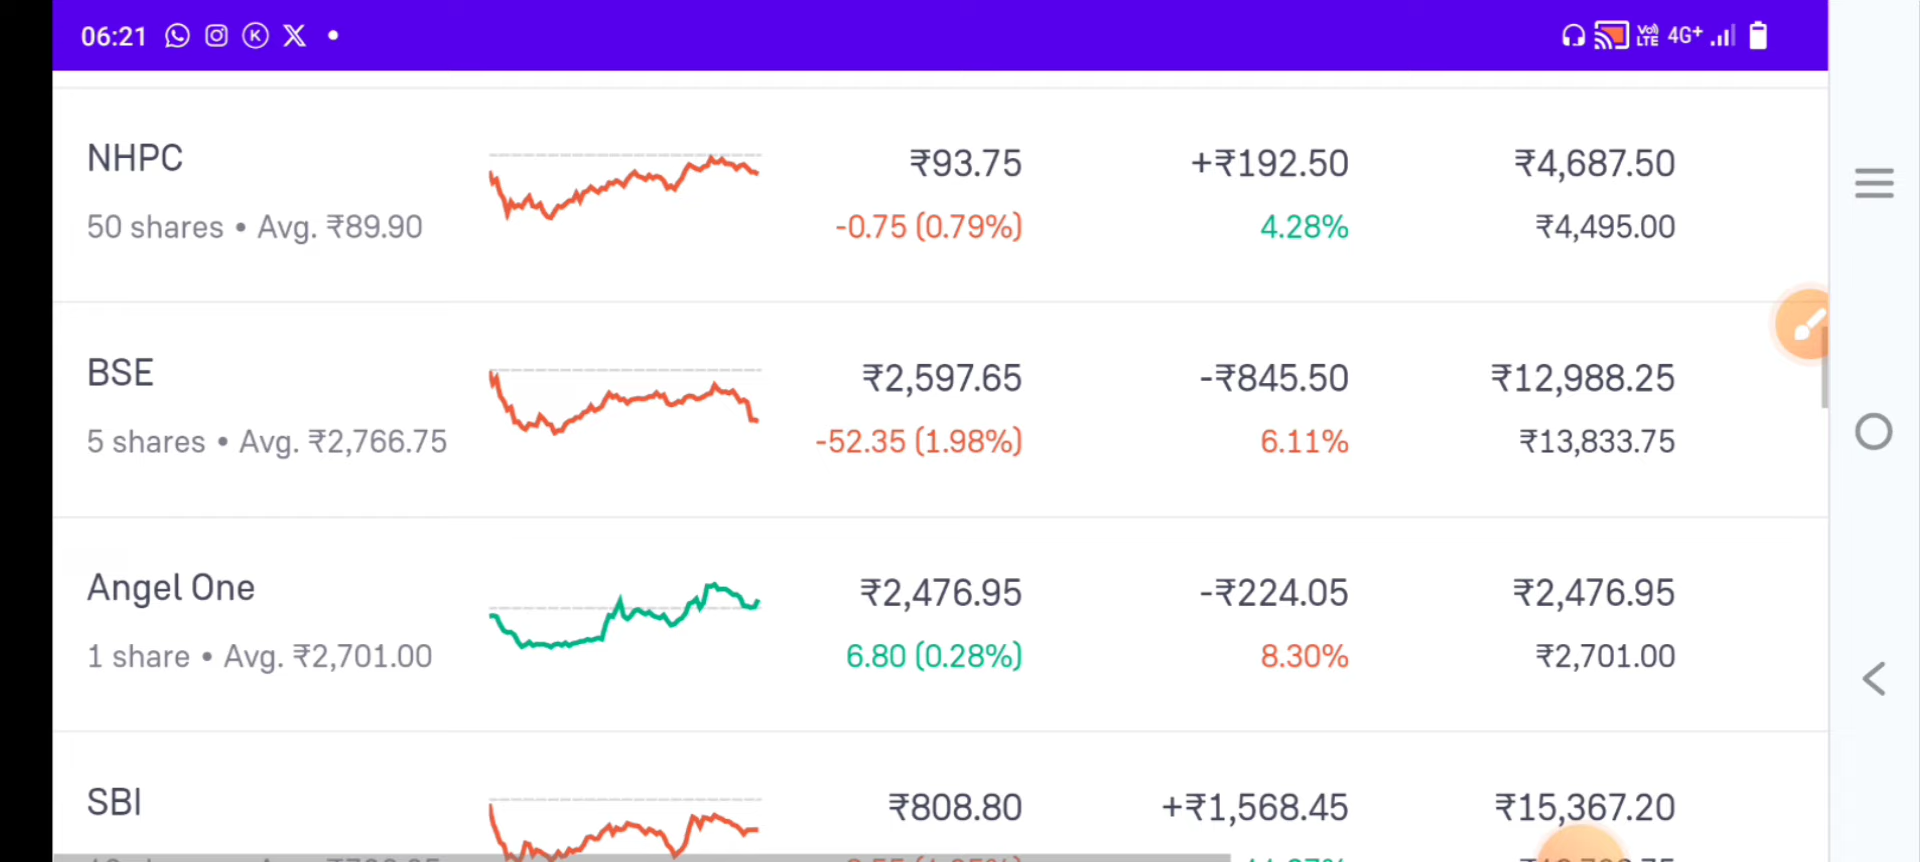 06:21 4G+
NHPC ₹93.75 +₹192.50 ₹4,687.50
50 shares • Avg. ₹89.90 -0.75 (0.79%) 4.28% ₹4,495.00
BSE ₹2,597.65 -₹845.50 ₹12,988.25
5 shares • Avg. ₹2,766.75 -52.35 (1.98%) 6.11% ₹13,833.75
Angel One ₹2,476.95 -₹224.05 ₹2,476.95
1 share • Avg. ₹2,701.00 6.80 (0.28%) 8.30% ₹2,701.00
SBI ₹808.80 +₹1,568.45 ₹15,367.20